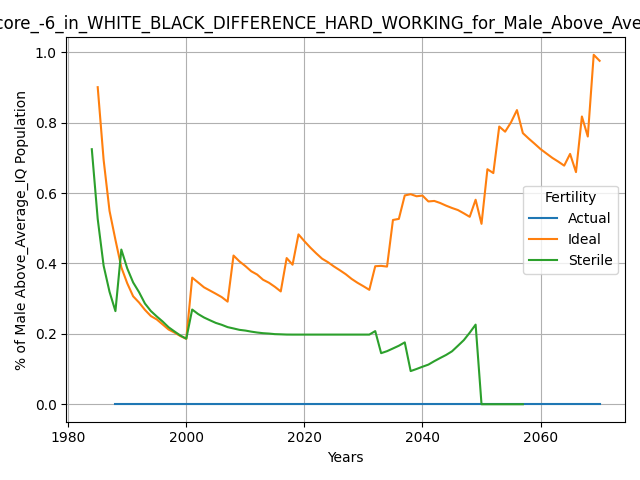 core_-6_in_WHITE_BLACK_DIFFERENCE_HARD_WORKING_for_Male_Above_Ave
1.0
0.8
0.6
0.4
0.2
0.0
% of Male Above_Average_IQ Population
Fertility
Actual
Ideal
Sterile
1980
2000
2020
2040
2060
Years